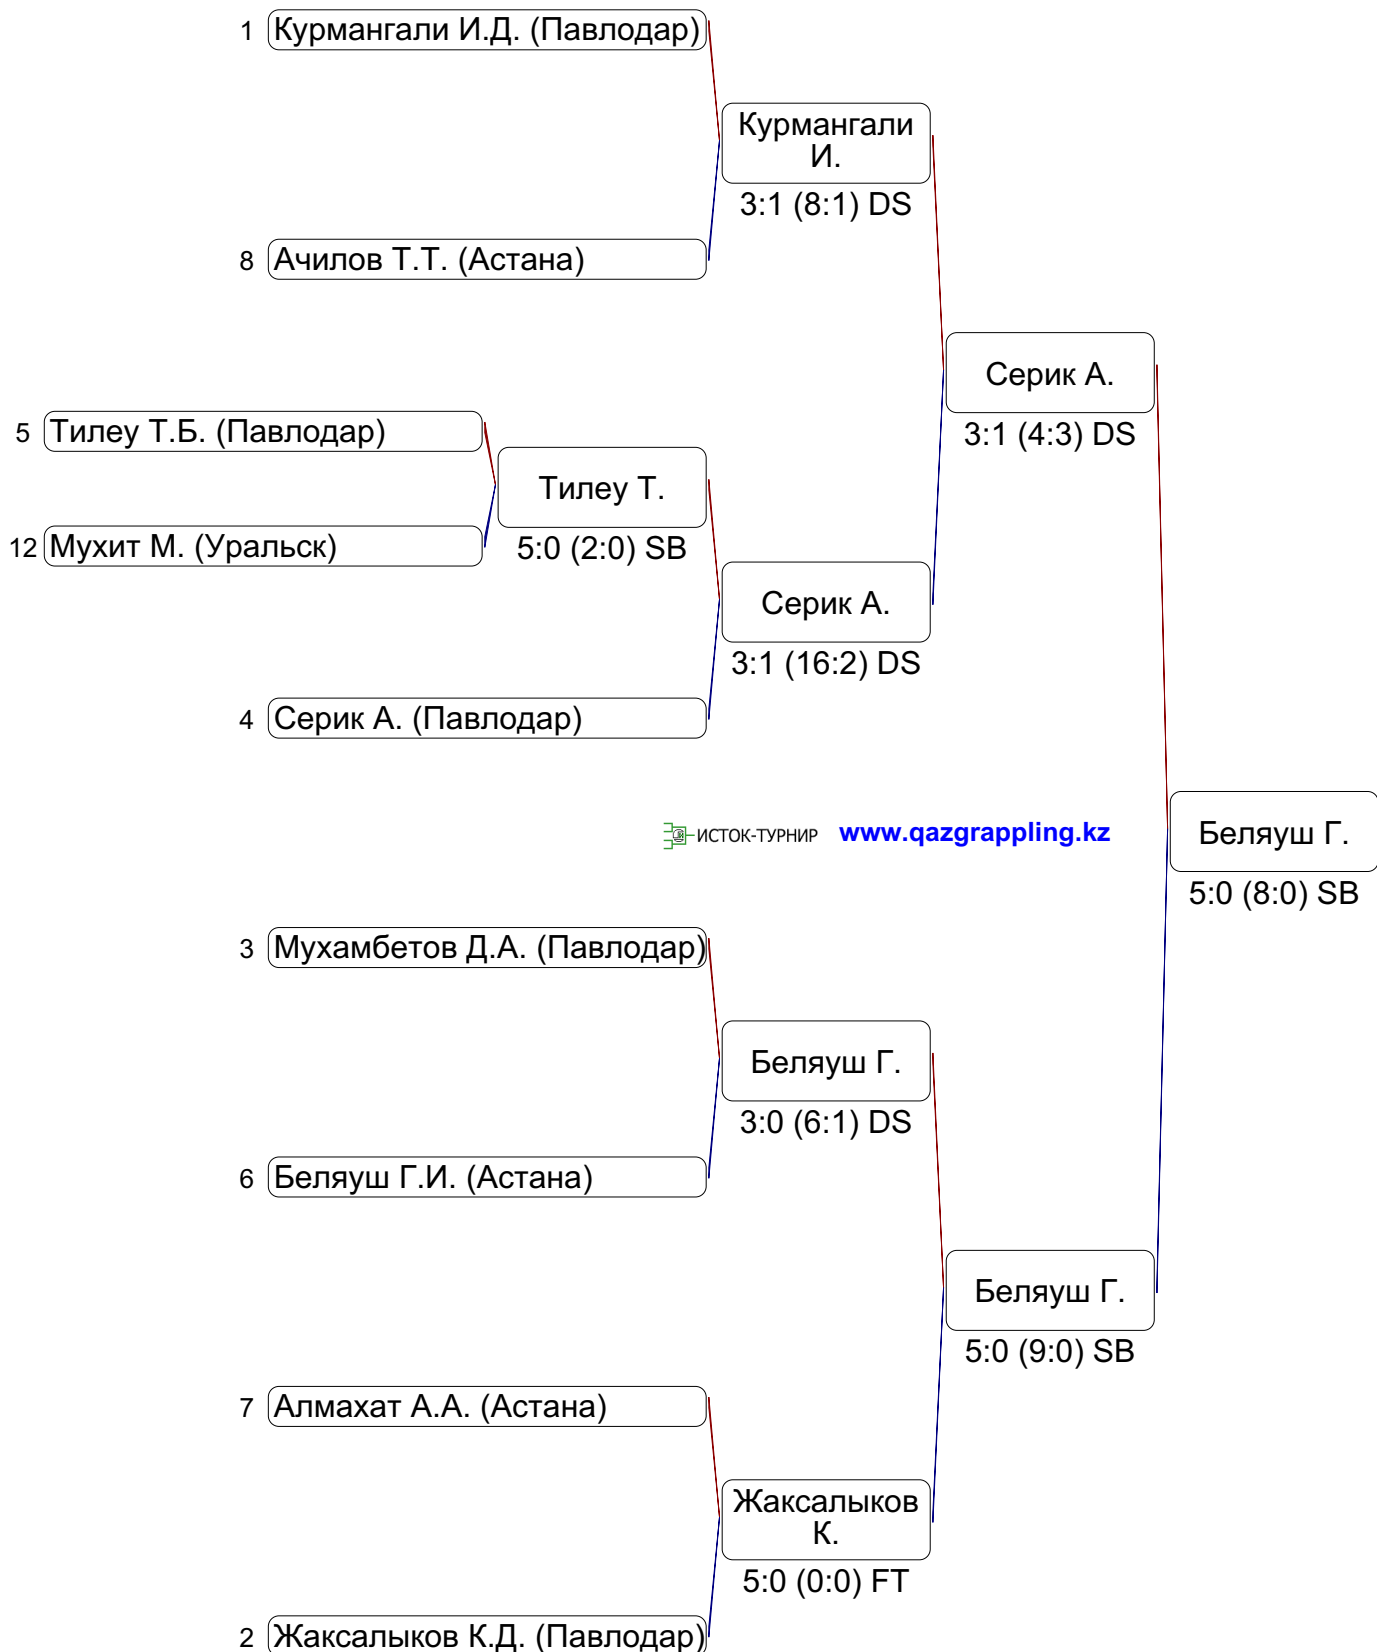 1 Курмангали И.Д. (Павлодар)
Курмангали
И.
3:1 (8:1) DS
8 Ачилов Т.Т. (Астана)
Серик А.
3:1 (4:3) DS
5 Тилеу Т.Б. (Павлодар)
Тилеу Т.
5:0 (2:0) SB
12 Мухит М. (Уральск)
Серик А.
3:1 (16:2) DS
4 Серик А. (Павлодар)
ИСТОК-ТУРНИР www.qazgrappling.kz
Беляуш Г.
5:0 (8:0) SB
3 Мухамбетов Д.А. (Павлодар)
Беляуш Г.
3:0 (6:1) DS
6 Беляуш Г.И. (Астана)
Беляуш Г.
5:0 (9:0) SB
7 Алмахат А.А. (Астана)
Жаксалыков
К.
5:0 (0:0) FT
2 Жаксалыков К.Д. (Павлодар)